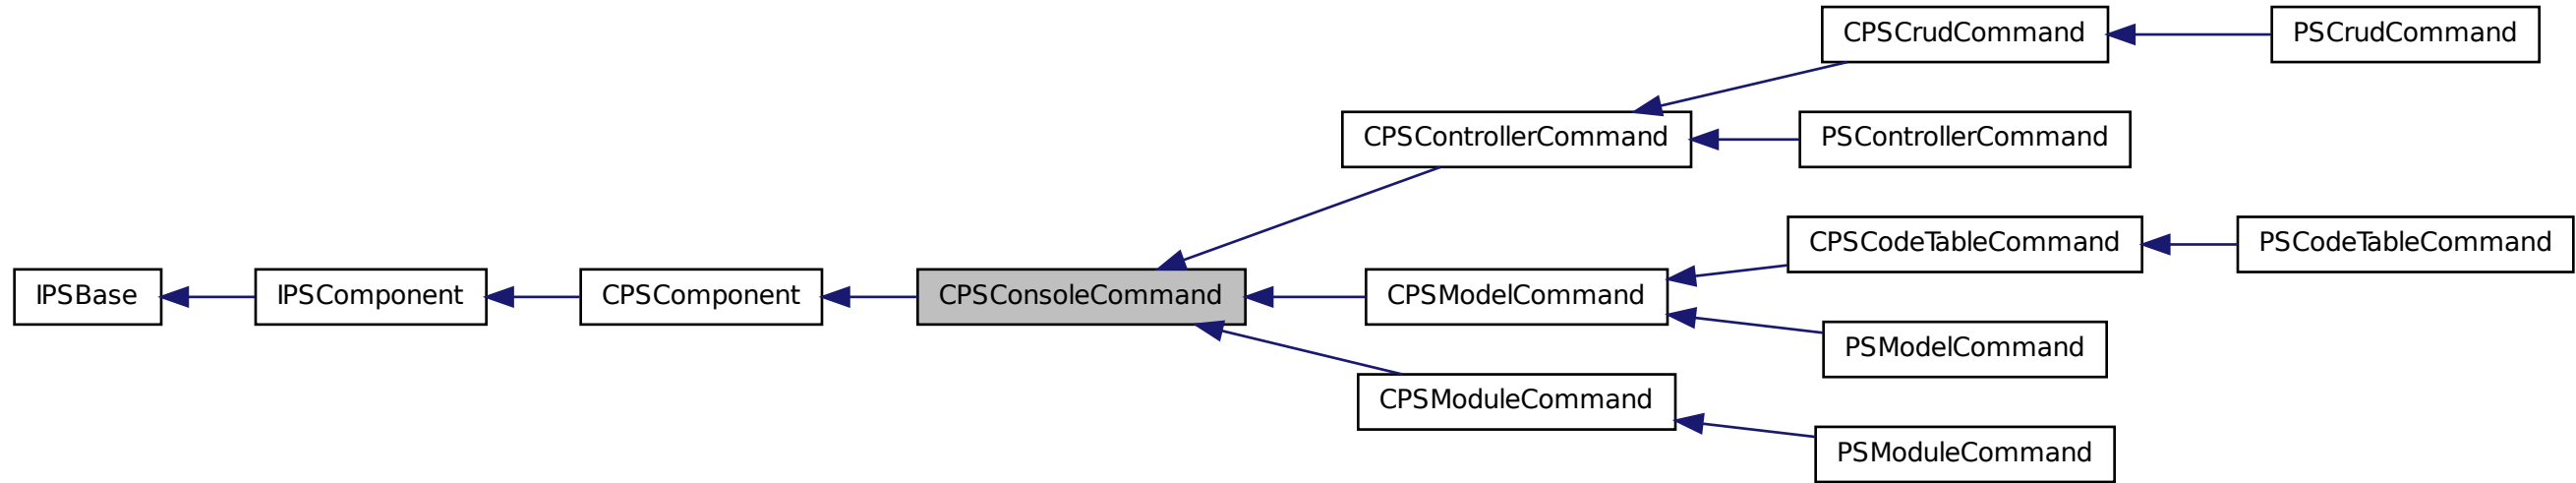 CPSCrudCommand
PSCrudCommand
CPSControllerCommand
PSControllerCommand
CPSCodeTableCommand
PSCodeTableCommand
IPSBase
IPSComponent
CPSComponent
CPSConsoleCommand
CPSModelCommand
PSModelCommand
CPSModuleCommand
PSModuleCommand